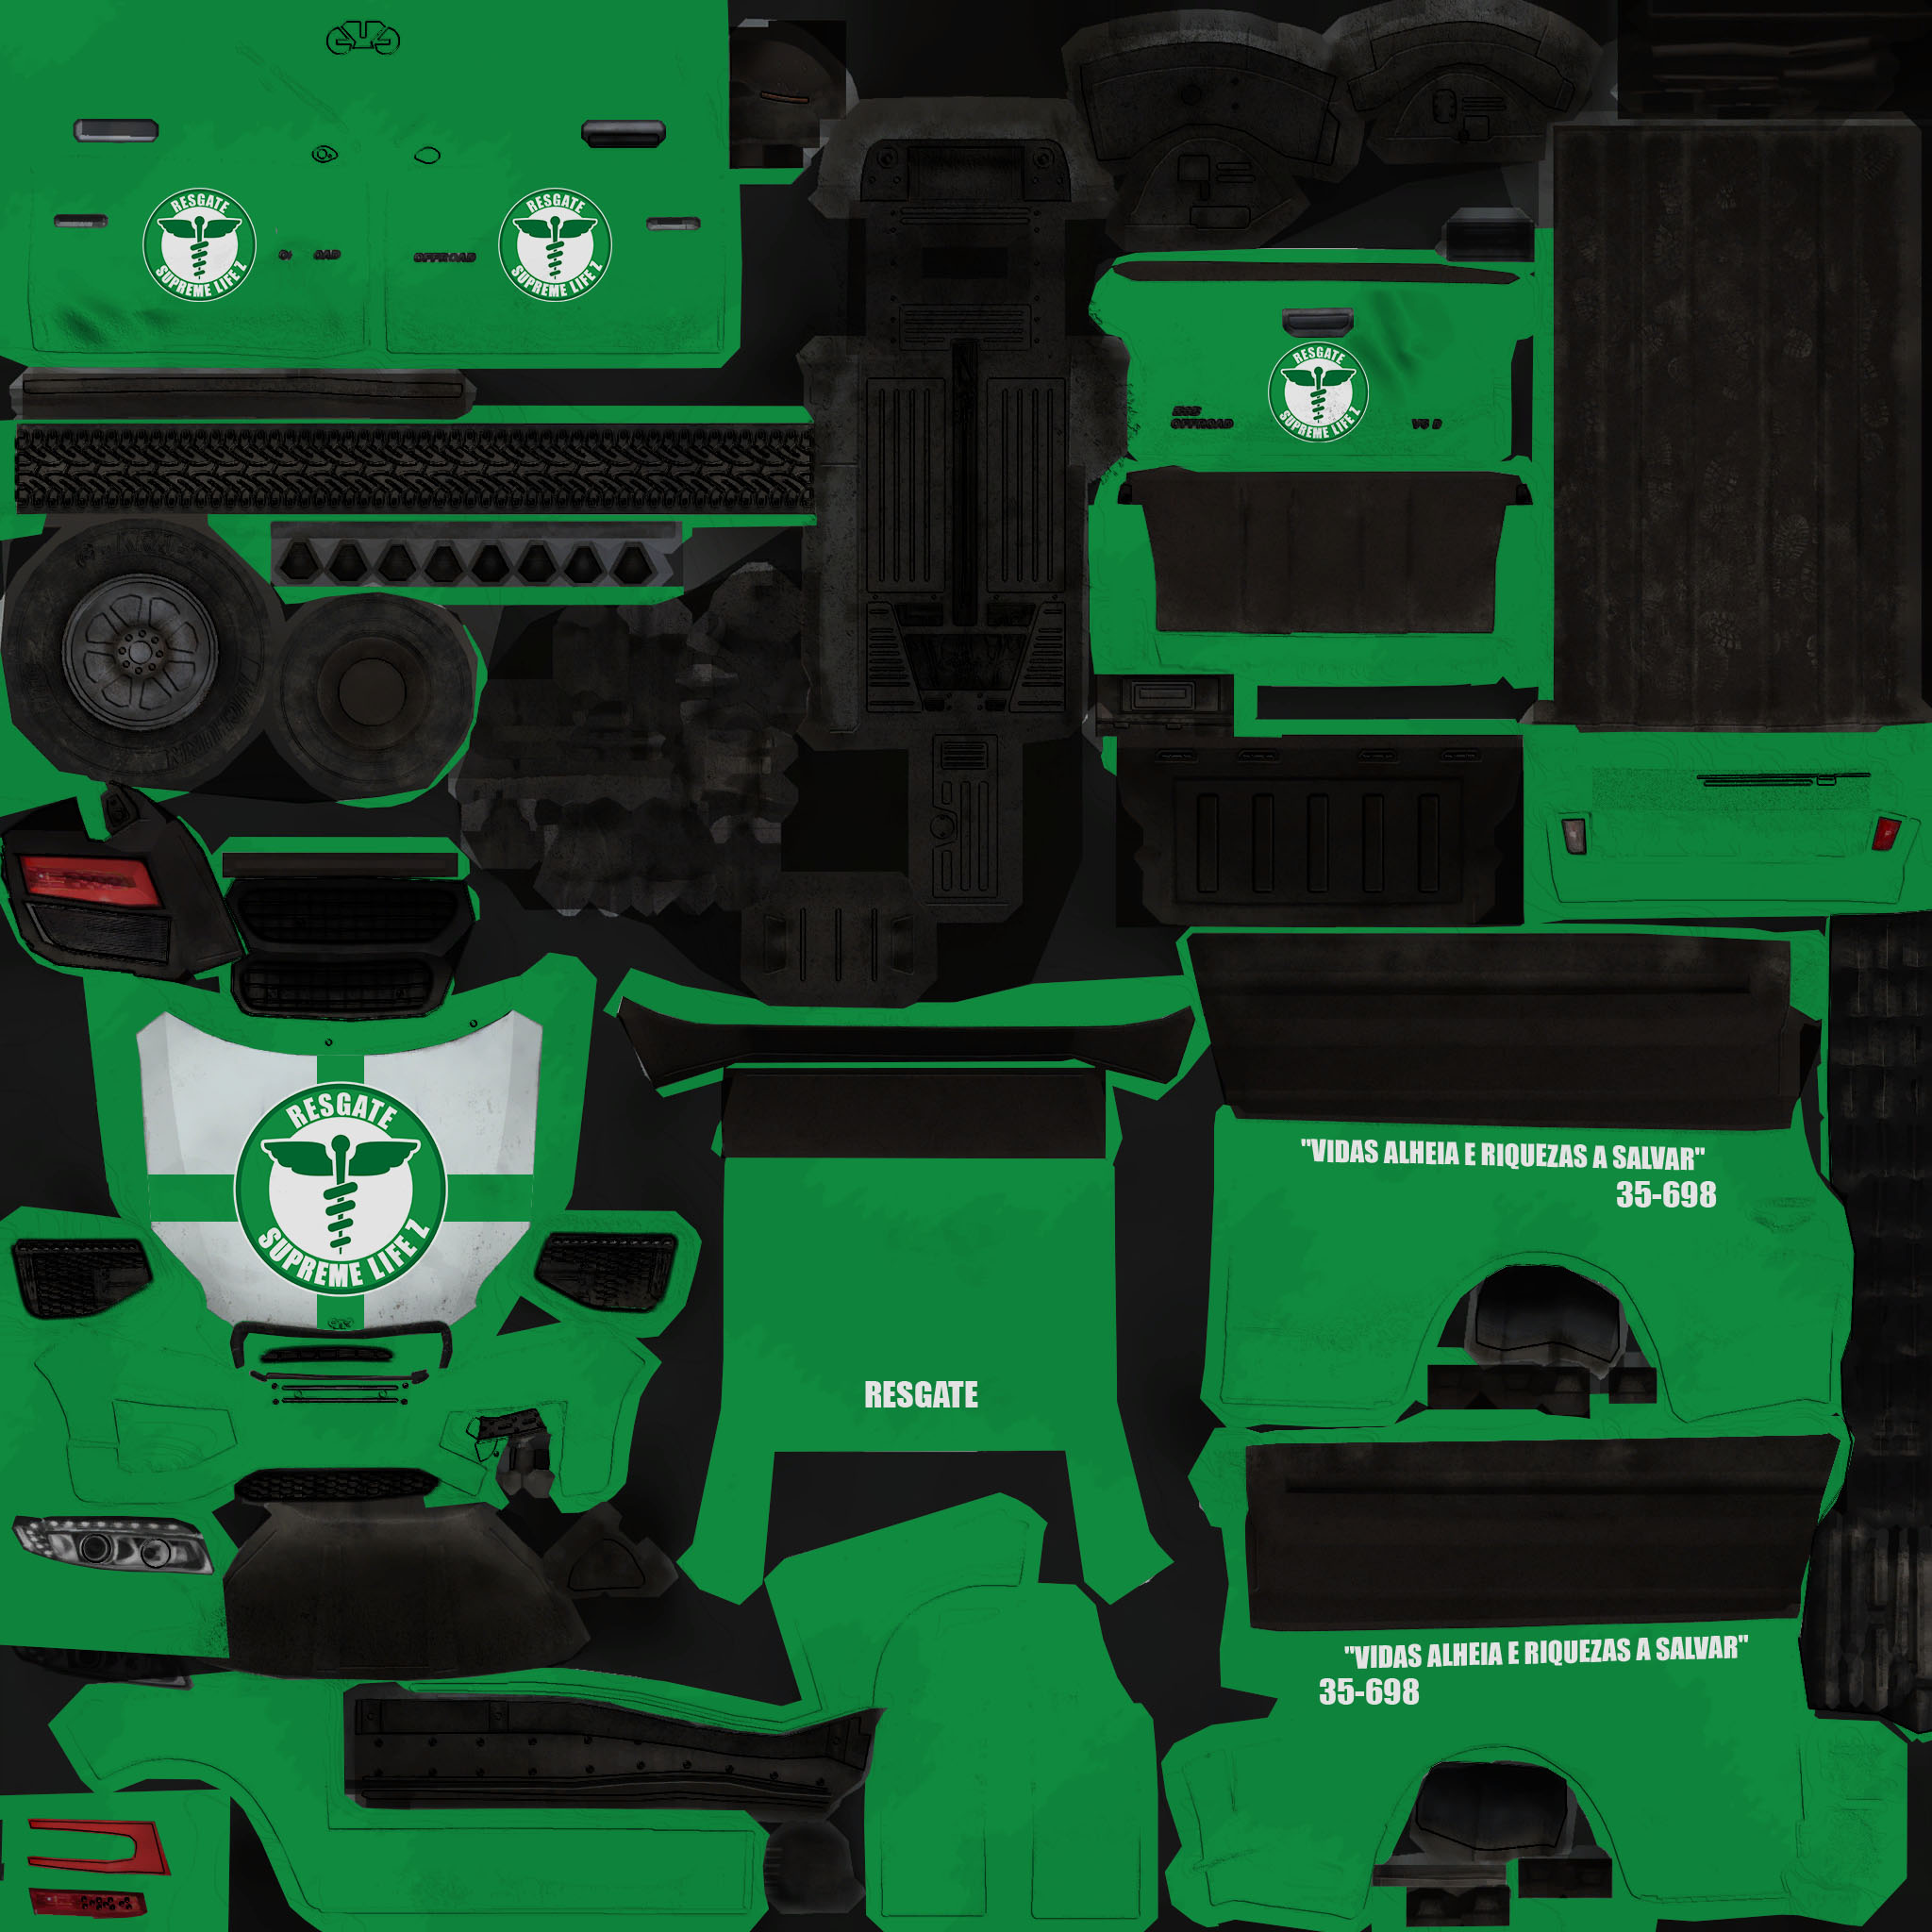 RESGATE
SUPREME LIFE Z
RESGATE
SUPREME LIFE Z
OFFROAD
RESGATE
SUPREME LIFE Z
OFFROAD
RESGATE
SUPREME LIFE Z
"VIDAS ALHEIA E RIQUEZAS A SALVAR"
35-698
RESGATE
"VIDAS ALHEIA E RIQUEZAS A SALVAR"
35-698